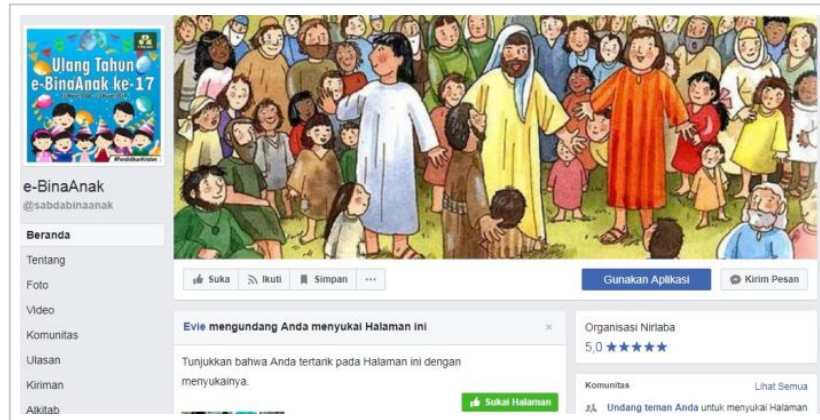 Ulang Tahun
e-BinaAnak ke-17
#PendidikanKristen
e-BinaAnak
@sabdabinaanak
Beranda
Tentang
Foto
Video
Komunitas
Ulasan
Kiriman
Alkitab
Suka
Ikuti
Simpan
Gunakan Aplikasi
Kirim Pesan
Evie mengundang Anda menyukai Halaman ini
Tunjukkan bahwa Anda tertarik pada Halaman ini dengan
menyukainya.
Sukai Halaman
Organisasi Nirlaba
5,0 ★★★★★
Komunitas Lihat Semua
Undang teman Anda untuk menyukai Halaman